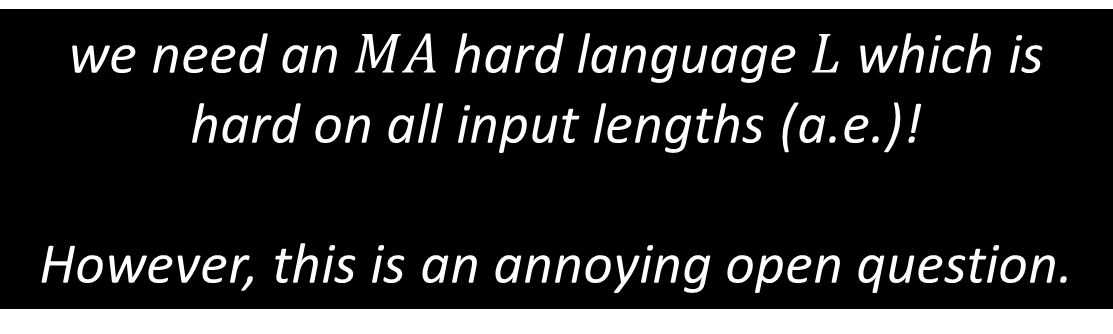 we need an 𝑀𝐴 hard language 𝐿 which is
hard on all input lengths (a.e.)!
However, this is an annoying open question.